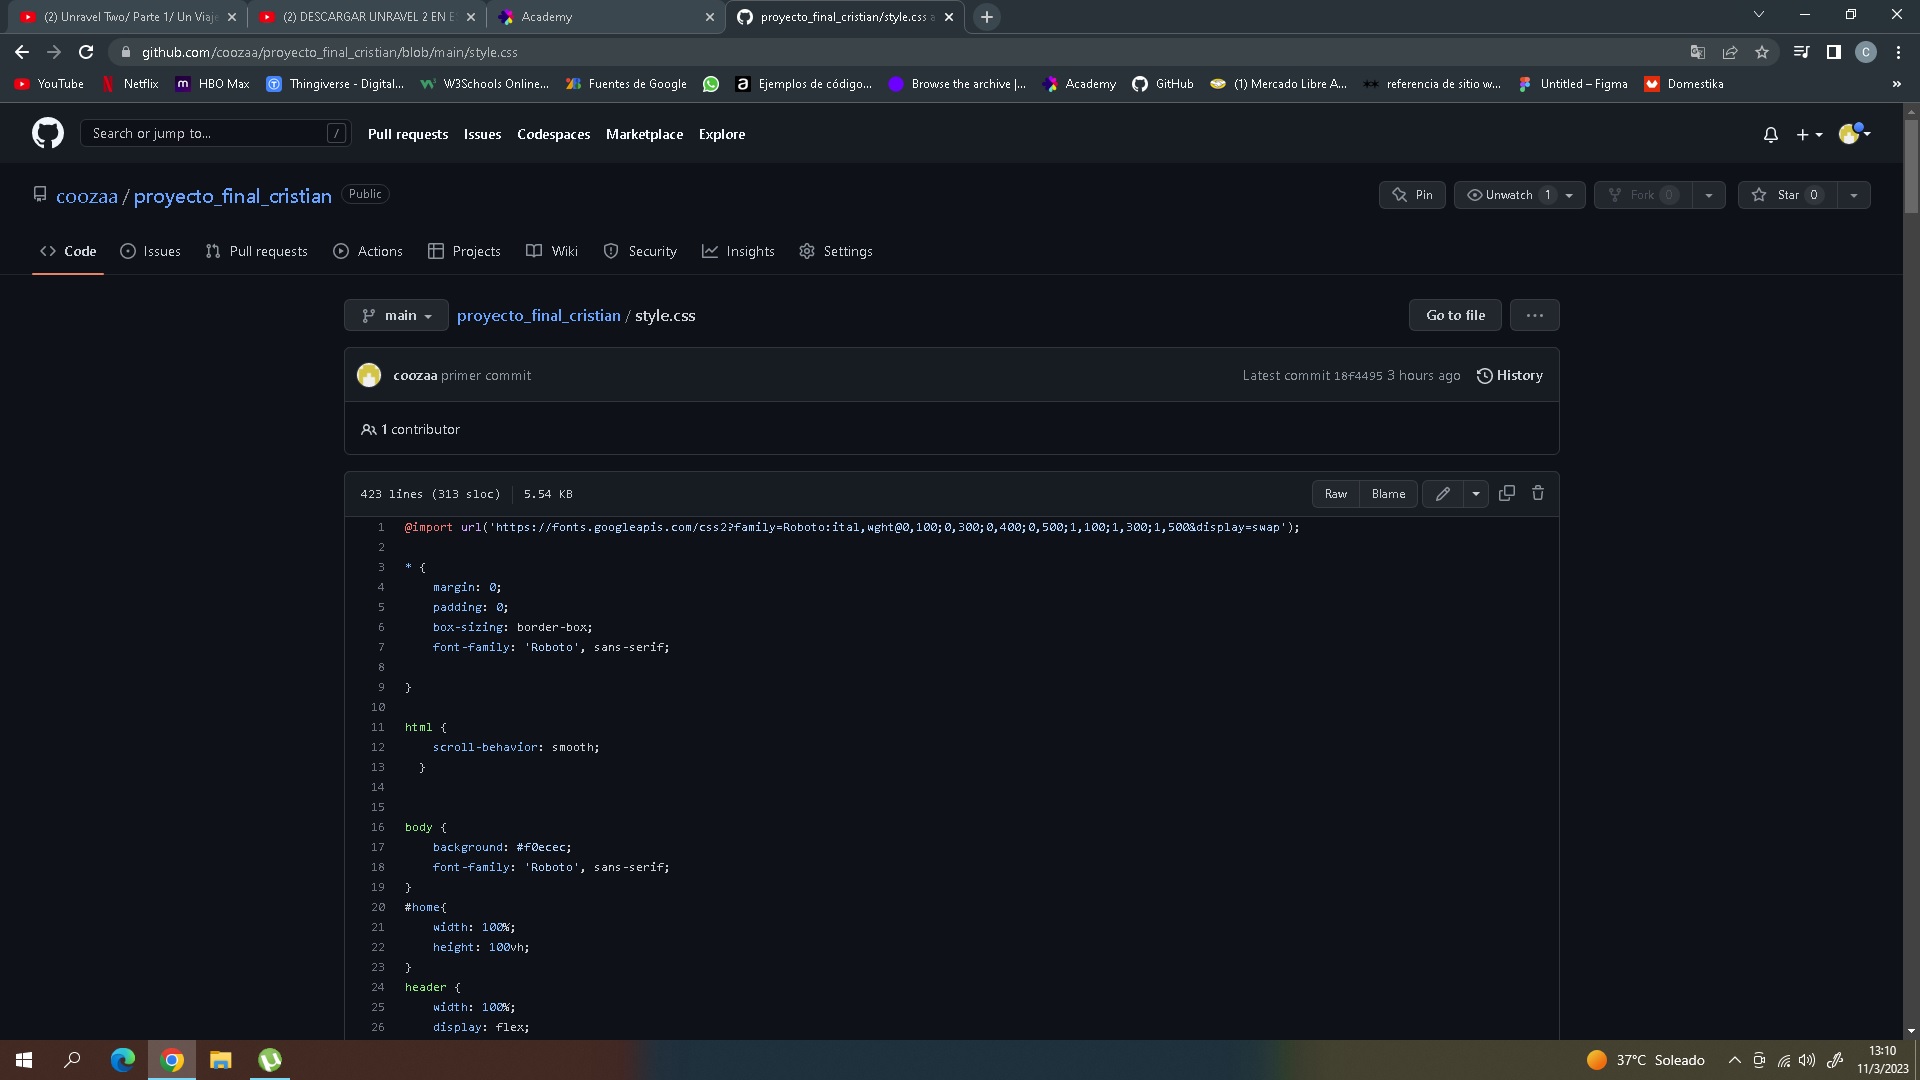 (2) Unravel Two/ Parte 1/ Un Viaje
(2) DESCARGAR UNRAVEL 2 EN E
Academy
proyecto_final_cristian/style.css a
github.com/coozaa/proyecto_final_cristian/blob/main/style.css
C
YouTube
Netflix
HBO Max
Thingiverse - Digital...
W3Schools Online...
Fuentes de Google
Ejemplos de código...
Browse the archive |...
Academy
GitHub
(1) Mercado Libre A...
referencia de sitio w...
Untitled – Figma
Domestika
»
Search or jump to... /
Pull requests
Issues
Codespaces
Marketplace
Explore
coozaa / proyecto_final_cristian Public
Pin
Unwatch 1
Fork 0
Star 0
Code
Issues
Pull requests
Actions
Projects
Wiki
Security
Insights
Settings
main
proyecto_final_cristian / style.css
Go to file
...
coozaa primer commit
Latest commit 18f4495 3 hours ago
History
1 contributor
423 lines (313 sloc) 5.54 KB
Raw
Blame
1 @import url('https://fonts.googleapis.com/css2?family=Roboto:ital,wght@0,100;0,300;0,400;0,500;1,100;1,300;1,500&display=swap');
2
3 * {
4 margin: 0;
5 padding: 0;
6 box-sizing: border-box;
7 font-family: 'Roboto', sans-serif;
8
9 }
10
11 html {
12 scroll-behavior: smooth;
13 }
14
15
16 body {
17 background: #f0ecec;
18 font-family: 'Roboto', sans-serif;
19 }
20 #home{
21 width: 100%;
22 height: 100vh;
23 }
24 header {
25 width: 100%;
26 display: flex;
37°C Soleado
13:10
11/3/2023